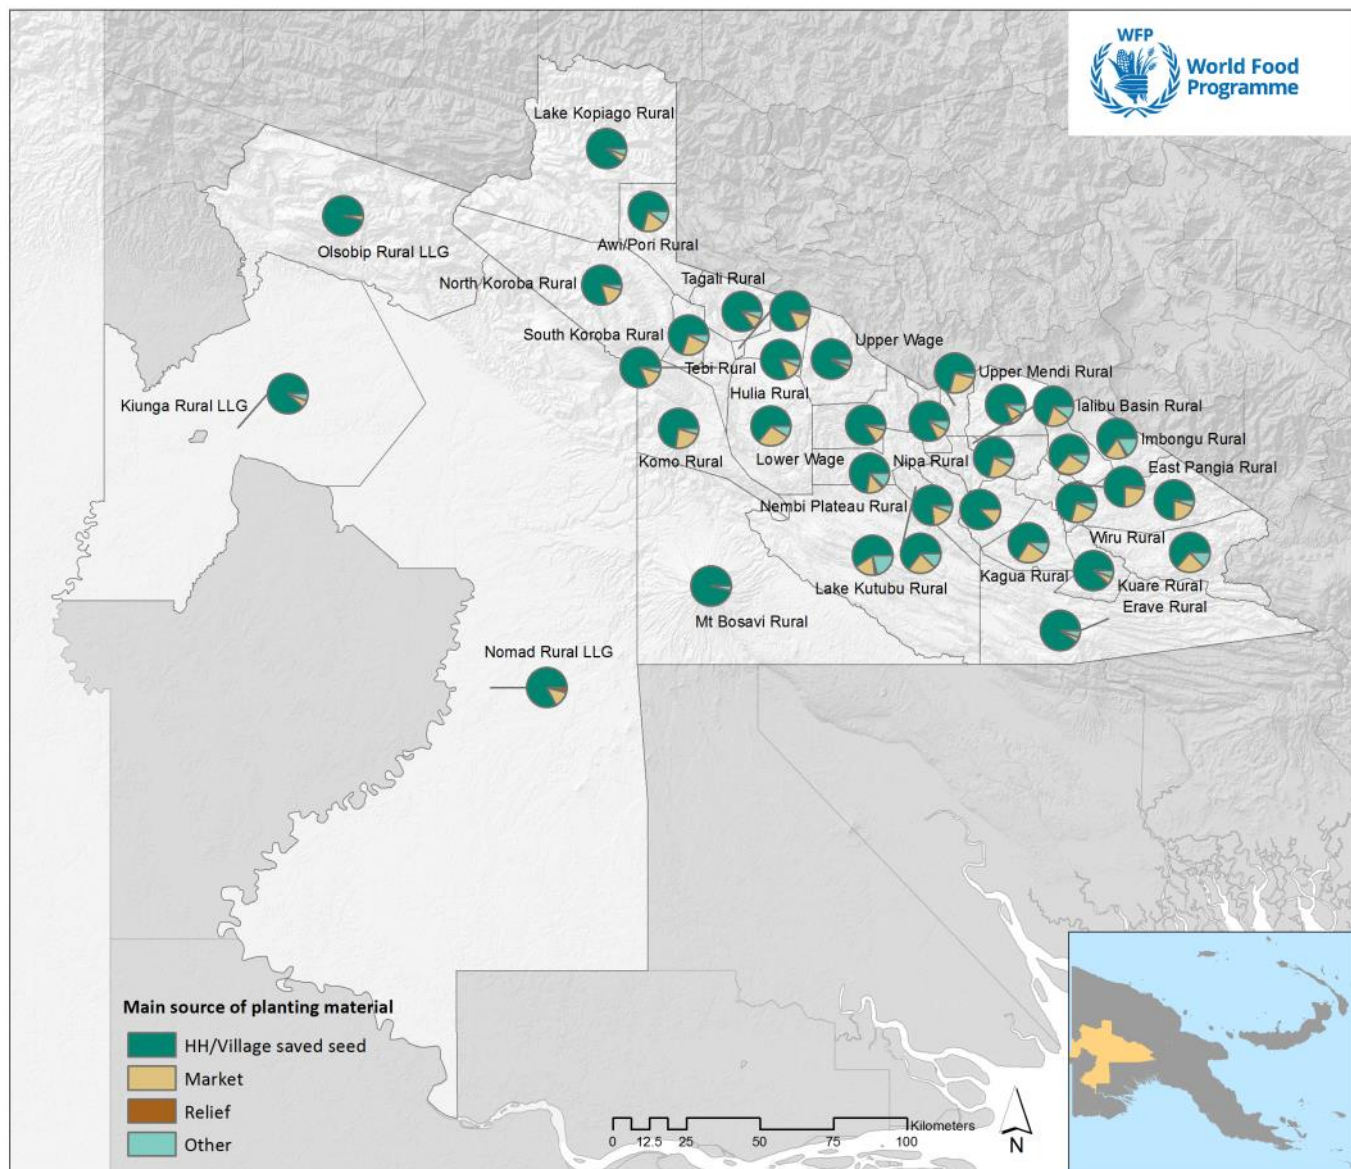 WFP
World Food
Programme
Lake Kopiago Rural
Olsobip Rural LLG
Awi/Pori Rural
North Koroba Rural
Tagali Rural
South Koroba Rural
Upper Wage
Tebi Rural
Upper Mendi Rural
Hulia Rural
Kiunga Rural LLG
Ialibu Basin Rural
Imbongu Rural
Komo Rural
Lower Wage
Nipa Rural
East Pangia Rural
Nembi Plateau Rural
Wiru Rural
Kagua Rural
Lake Kutubu Rural
Kuare Rural
Erave Rural
Mt Bosavi Rural
Nomad Rural LLG
Main source of planting material
HH/Village saved seed
Market
Relief
Other
Kilometers
0 12.5 25 50 75 100
N